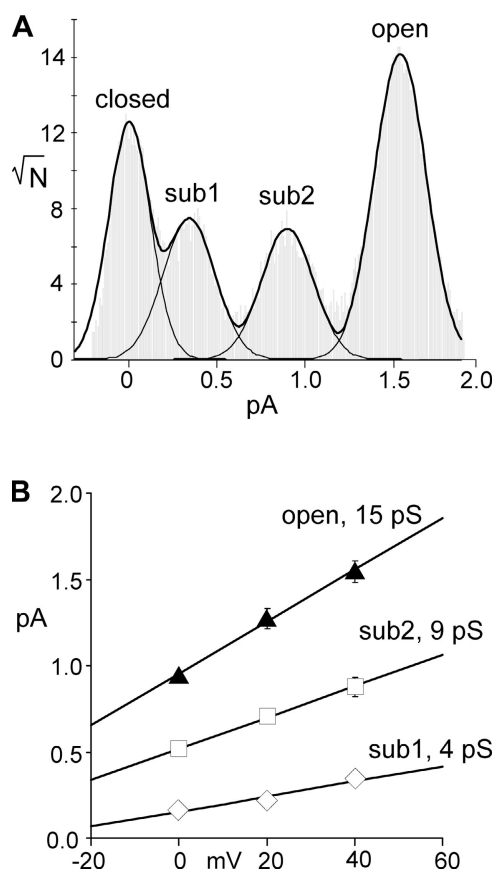 A
open
closed
sub1
sub2
√N
14
12
8
4
0
0
0.5
1.0
1.5
2.0
pA
B
2.0
open, 15 pS
1.5
pA
sub2, 9 pS
1.0
0.5
sub1, 4 pS
0.0
-20
0
mV
20
40
60